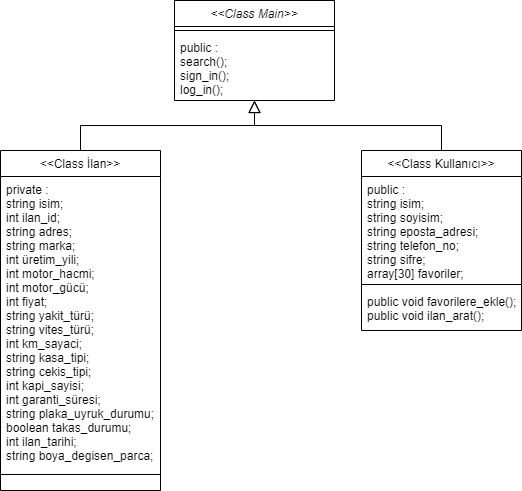 <<Class Main>>
public :
search();
sign_in();
log_in();
<<Class İlan>>
private :
string isim;
int ilan_id;
string adres;
string marka;
int üretim_yili;
int motor_hacmi;
int motor_gücü;
int fiyat;
string yakit_türü;
string vites_türü;
int km_sayaci;
string kasa_tipi;
string cekis_tipi;
int kapi_sayisi;
int garanti_süresi;
string plaka_uyruk_durumu;
boolean takas_durumu;
int ilan_tarihi;
string boya_degisen_parca;
<<Class Kullanıcı>>
public :
string isim;
string soyisim;
string eposta_adresi;
string telefon_no;
string sifre;
array[30] favoriler;
public void favorilere_ekle();
public void ilan_arat();